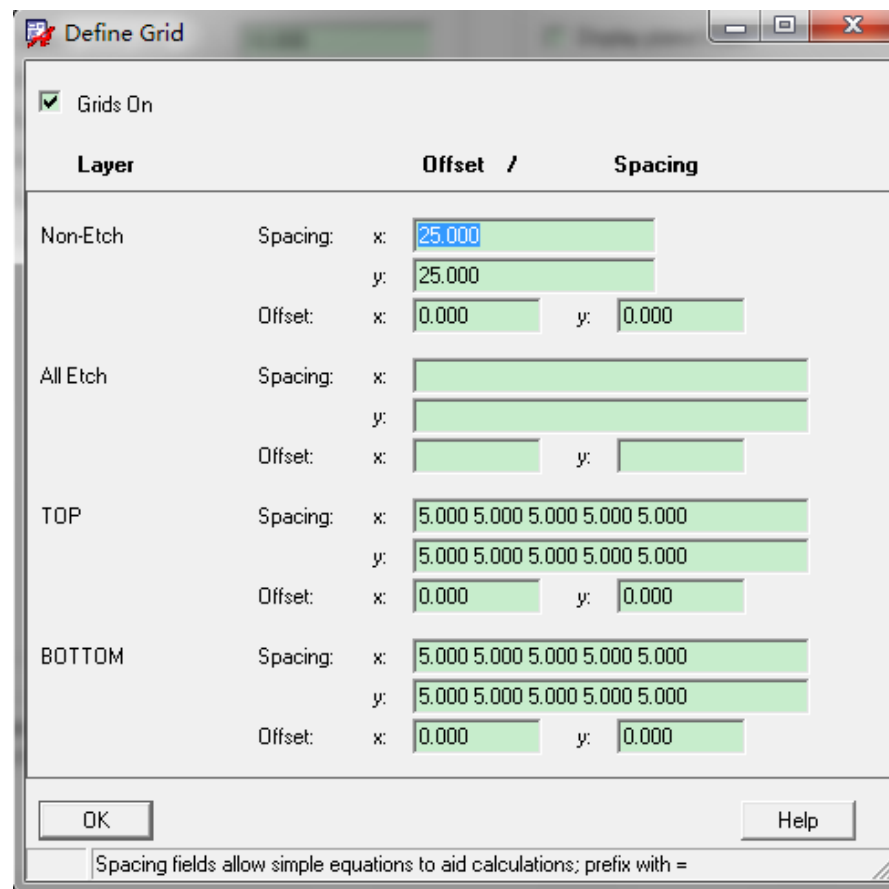 Define Grid
Grids On
Layer Offset / Spacing
Non-Etch Spacing: x: 25.000
y: 25.000
Offset: x: 0.000 y: 0.000
All Etch Spacing: x:
y:
Offset: x: y:
TOP Spacing: x: 5.000 5.000 5.000 5.000 5.000
y: 5.000 5.000 5.000 5.000 5.000
Offset: x: 0.000 y: 0.000
BOTTOM Spacing: x: 5.000 5.000 5.000 5.000 5.000
y: 5.000 5.000 5.000 5.000 5.000
Offset: x: 0.000 y: 0.000
OK Help
Spacing fields allow simple equations to aid calculations; prefix with =